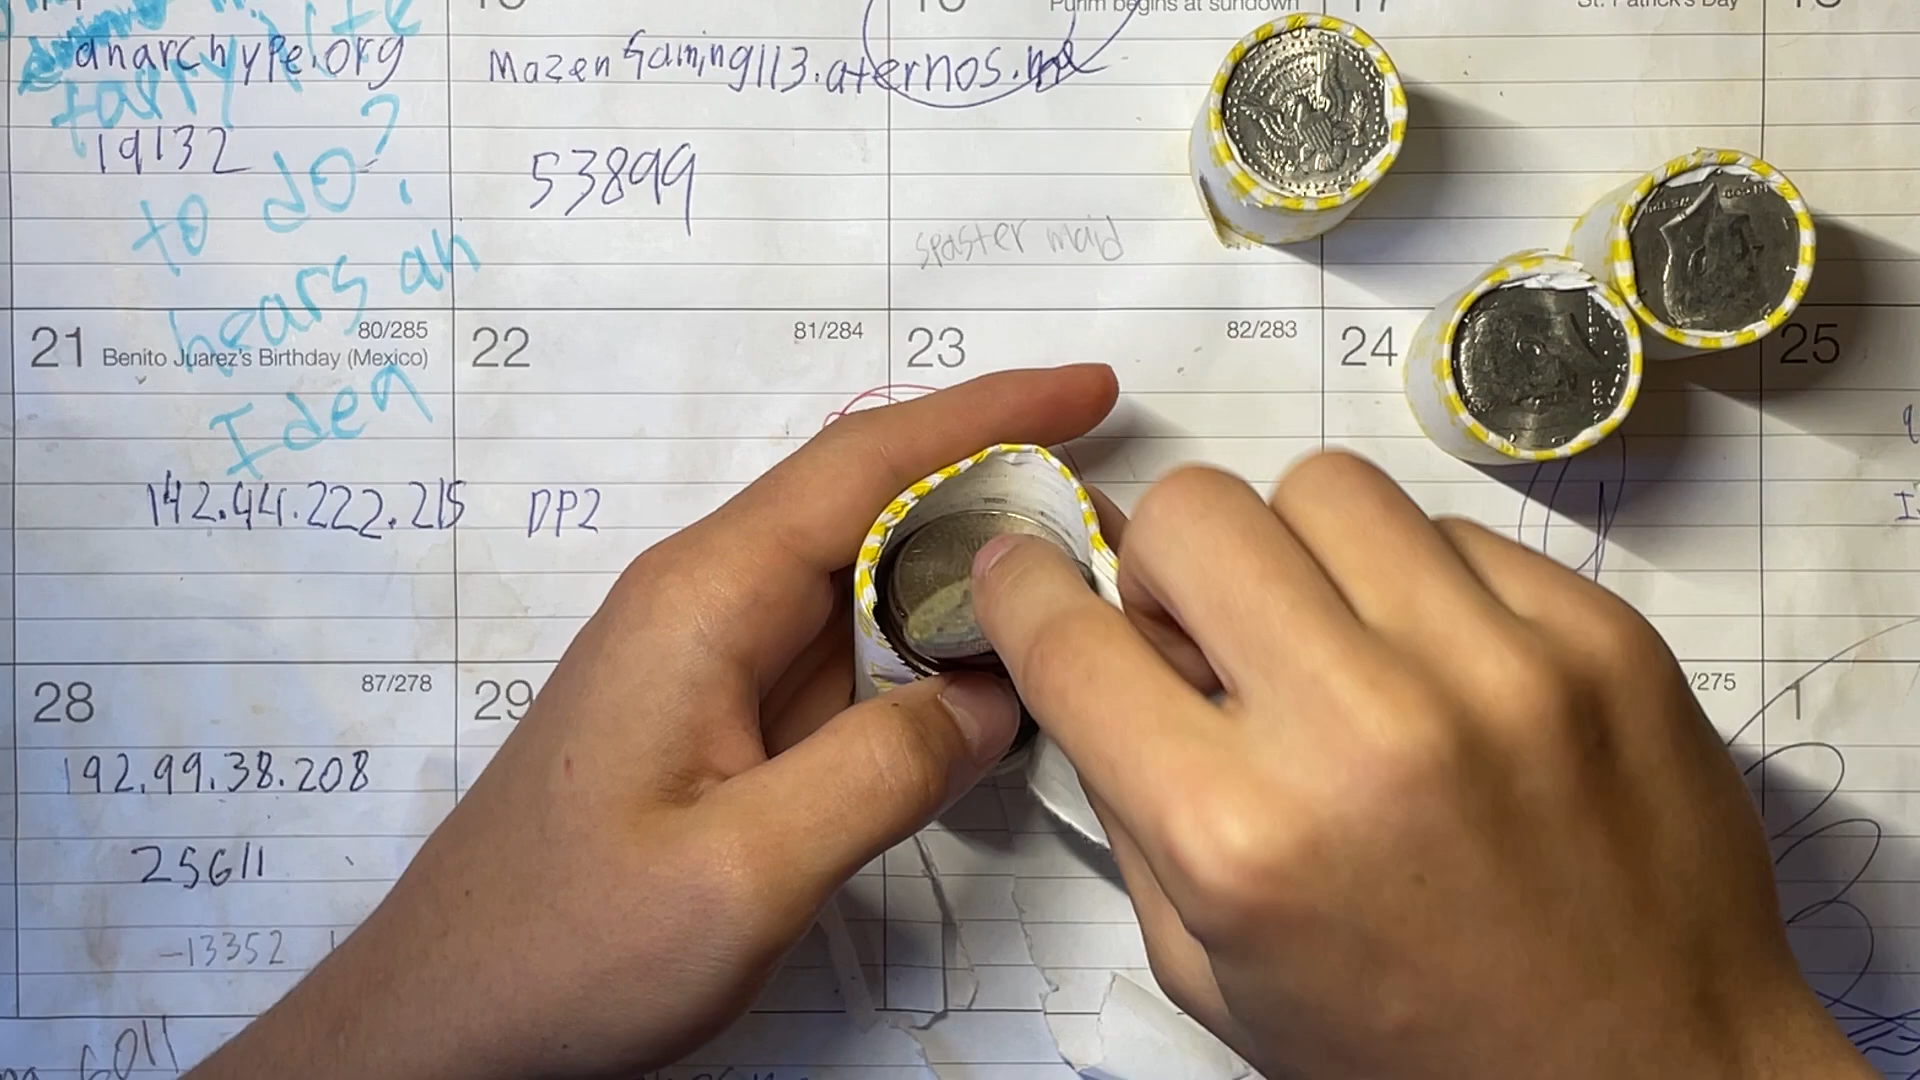 Purim begins at sundown
St. Patrick's Day
anarchype.org
MazenGaming113.aternos.me
19132
53899
to do?
spaster maid
hears an
Idea
21
80/285
Benito Juarez's Birthday (Mexico)
22
81/284
23
82/283
24
25
142.44.222.215
DP2
28
87/278
29
/275
1
192.99.38.208
25611
-13352
6011